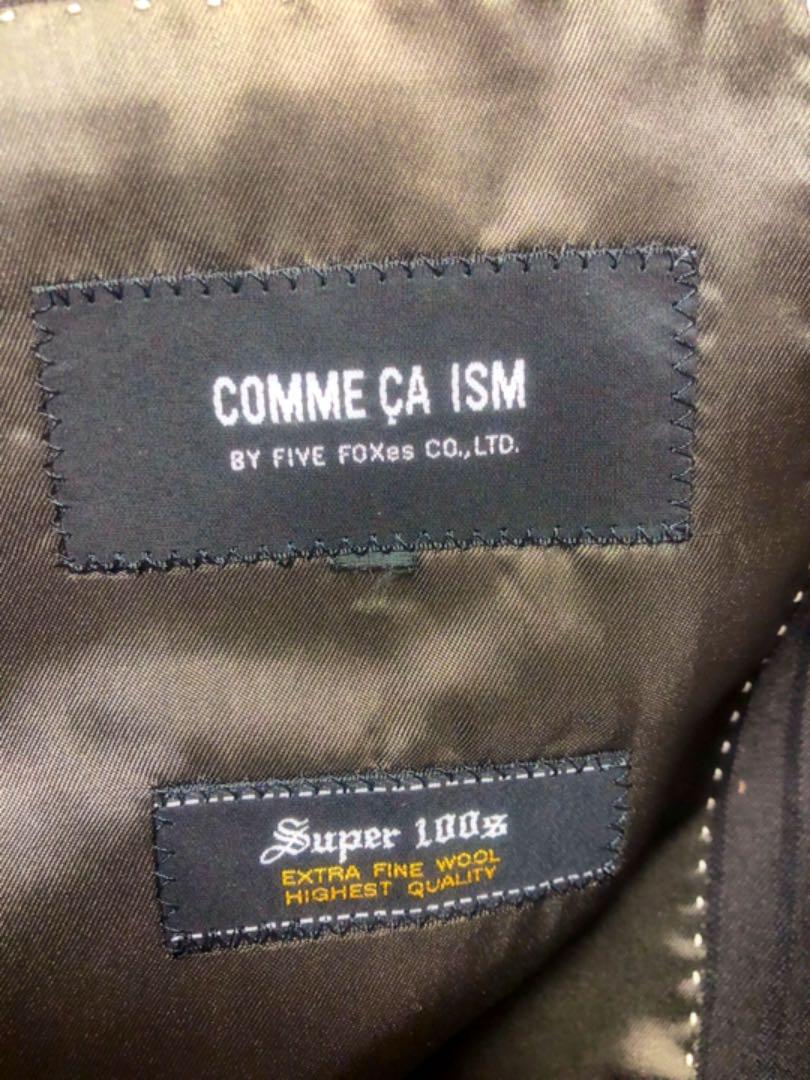 COMME ÇA ISM
BY FIVE FOXes CO.,LTD.
Super 100s
EXTRA FINE WOOL
HIGHEST QUALITY